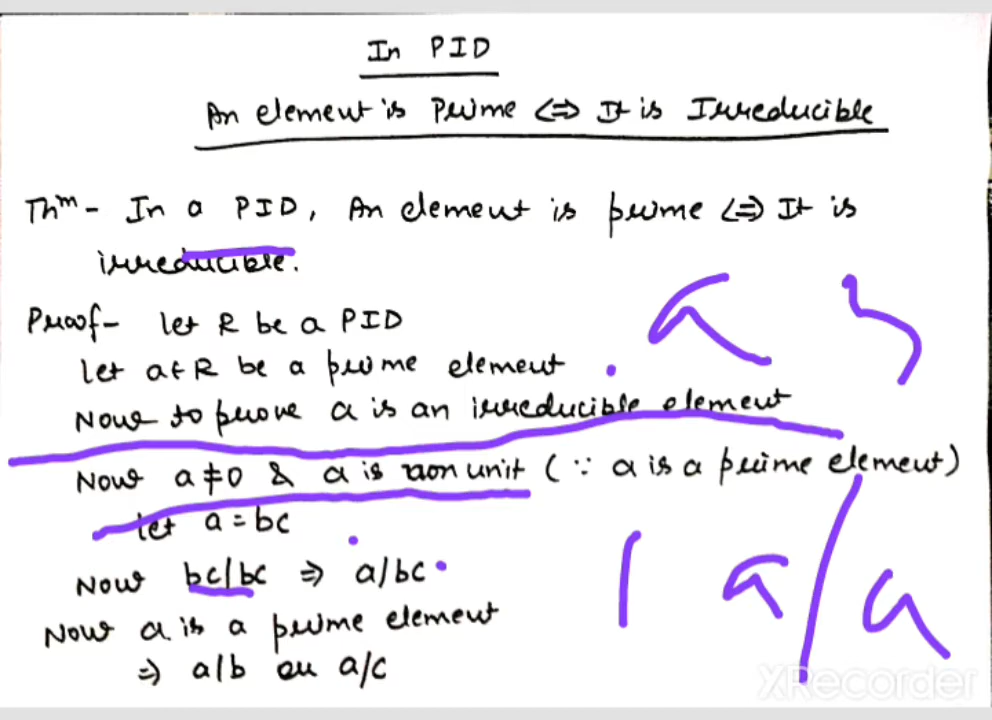 In PID
An element is Prime ⇔ It is Irreducible
Thm - In a PID, An element is prime ⇔ It is
irreducible.
Proof - let R be a PID
Let a∈R be a prime element
Now to prove a is an irreducible element
Now a≠0 & a is non unit (∵ a is a prime element)
let a=bc
Now bc/bc ⇒ a/bc
Now a is a prime element
⇒ a/b or a/c
a/a
XRecorder